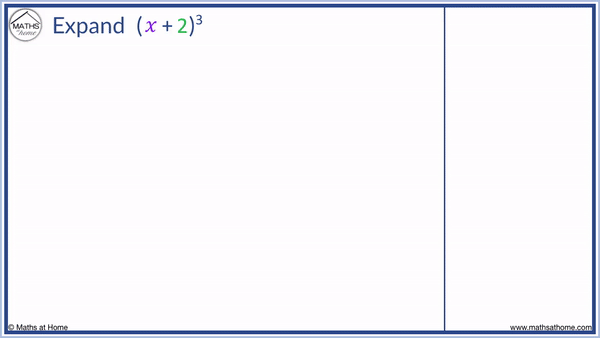 MATHS
at home
Expand (x + 2)³
© Maths at Home
www.mathsathome.com